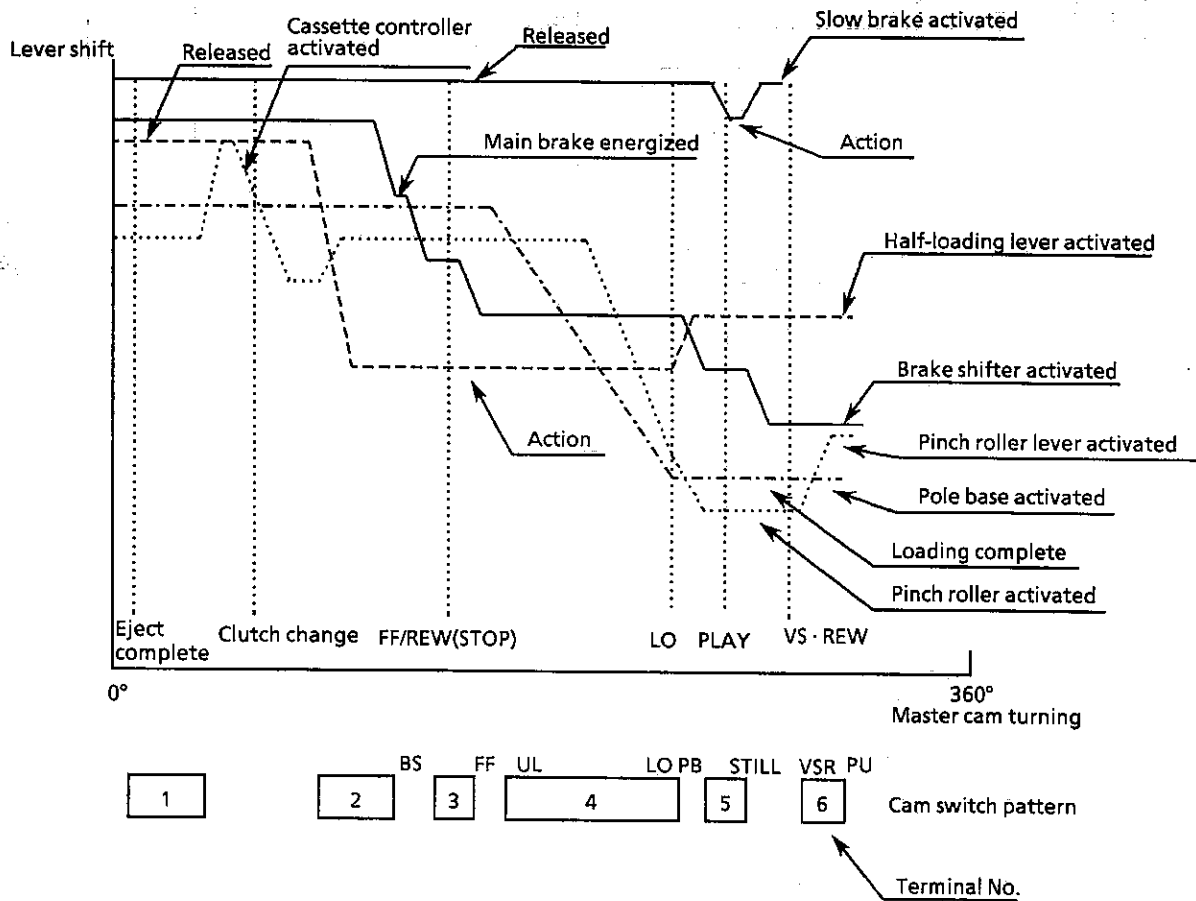 Slow brake activated
Cassette controller
activated
Released
Lever shift
Released
Main brake energized
Action
Half-loading lever activated
Brake shifter activated
Action
Pinch roller lever activated
Pole base activated
Loading complete
Pinch roller activated
Eject
complete
Clutch change
FF/REW(STOP)
LO
PLAY
VS · REW
0°
360°
Master cam turning
BS
FF
UL
LO
PB
STILL
VSR
PU
1
2
3
4
5
6
Cam switch pattern
Terminal No.